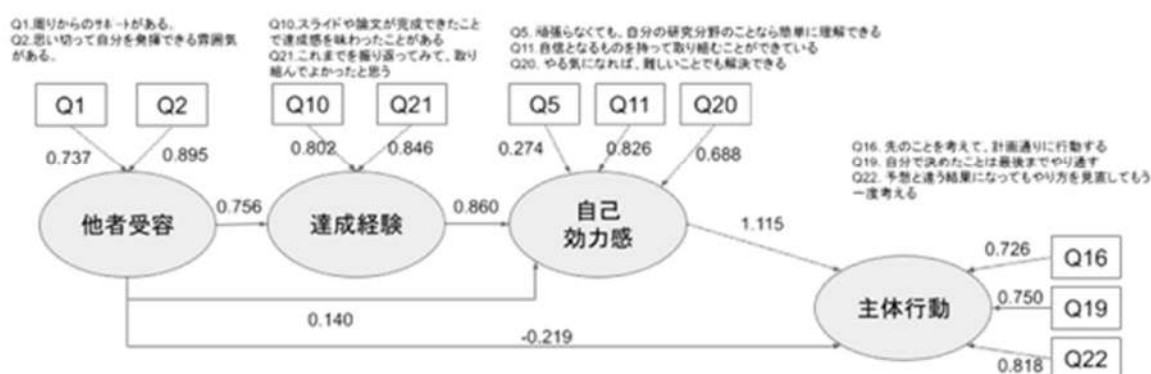 Q1.周りからのサポートがある。
Q2.思い切って自分を発揮できる雰囲気
がある。
Q10.スライドや論文が完成できたこと
で達成感を味わったことがある
Q21.これまでを振り返ってみて、取り
組んでよかったと思う
Q5. 頑張らなくても、自分の研究分野のことなら簡単に理解できる
Q11.自信となるものを持って取り組むことができている
Q20. やる気になれば、難しいことでも解決できる
Q1
Q2
Q10
Q21
Q5
Q11
Q20
0.737
0.895
0.802
0.846
0.274
0.826
0.688
Q16. 先のことを考えて、計画通りに行動する
Q19. 自分で決めたことは最後までやり通す
Q22. 予想と違う結果になってもやり方を見直してもう
一度考える
他者受容
0.756
達成経験
0.860
自己
効力感
1.115
0.726
Q16
主体行動
0.750
Q19
0.818
Q22
0.140
-0.219